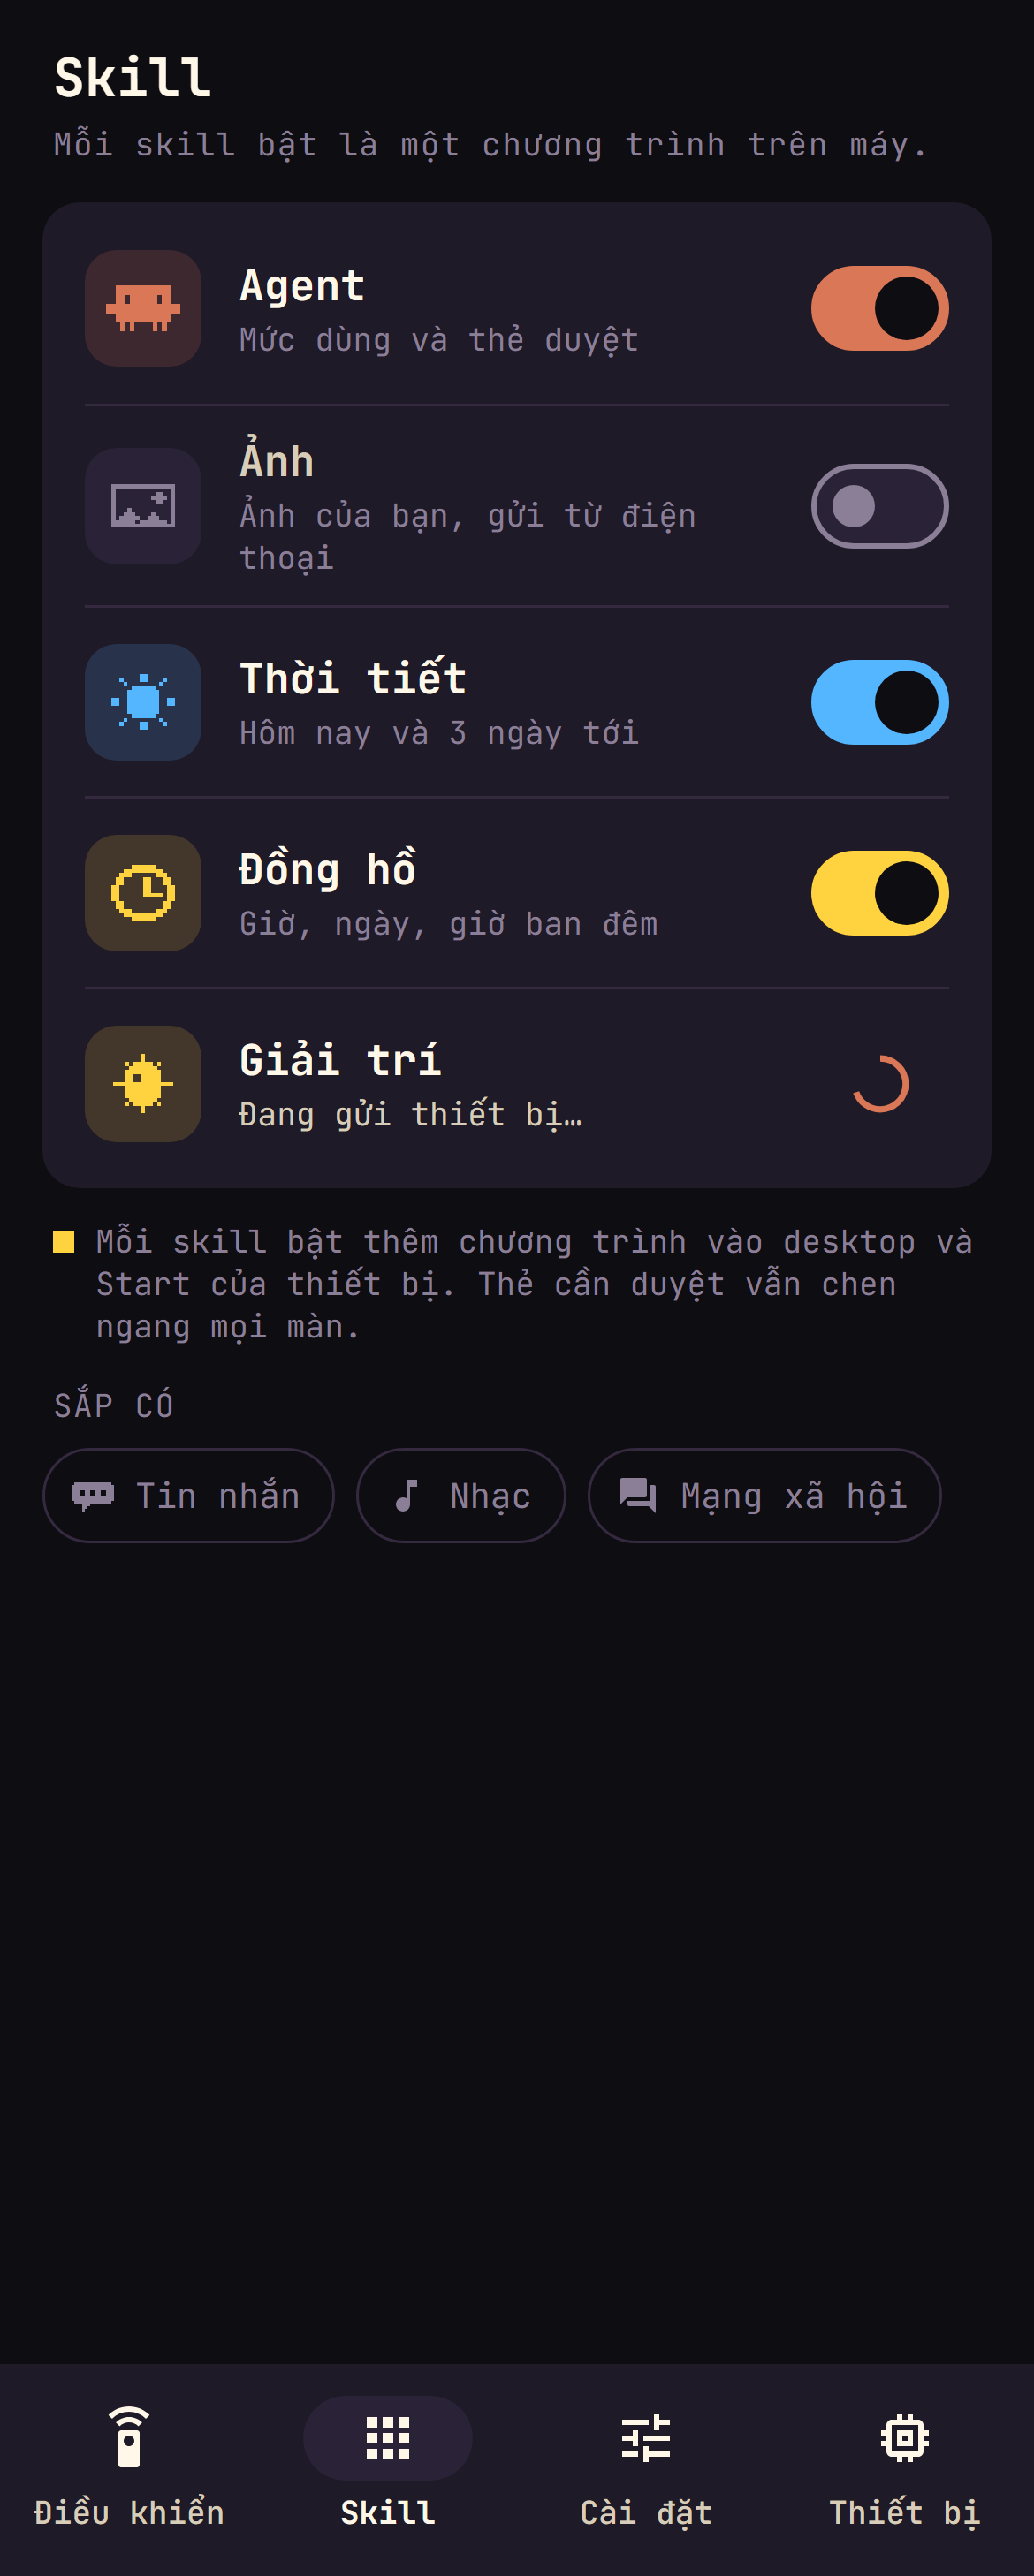 Skill
Mỗi skill bật là một chương trình trên máy.
Agent
Mức dùng và thẻ duyệt
Ảnh
Ảnh của bạn, gửi từ điện
thoại
Thời tiết
Hôm nay và 3 ngày tới
Đồng hồ
Giờ, ngày, giờ ban đêm
Giải trí
Đang gửi thiết bị…
Mỗi skill bật thêm chương trình vào desktop và
Start của thiết bị. Thẻ cần duyệt vẫn chen
ngang mọi màn.
SẮP CÓ
Tin nhắn
Nhạc
Mạng xã hội
Điều khiển
Skill
Cài đặt
Thiết bị